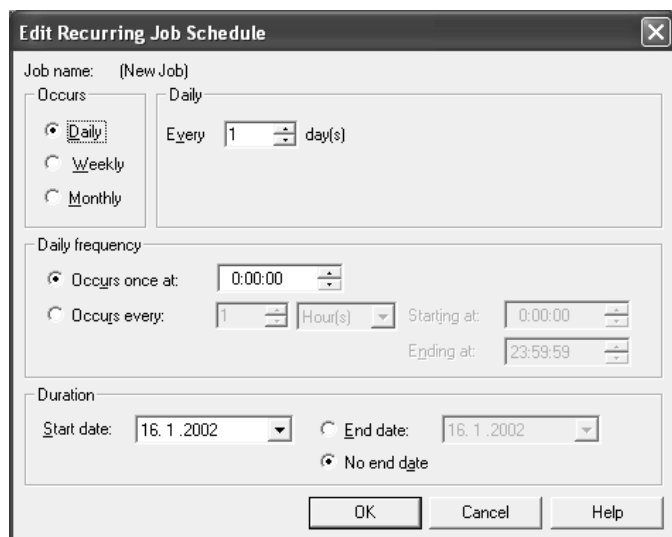 Edit Recurring Job Schedule
Job name: (New Job)
Occurs
Daily
Weekly
Monthly
Daily
Every 1 day(s)
Daily frequency
Occurs once at: 0:00:00
Occurs every: 1 Hour(s) Starting at: 0:00:00
Ending at: 23:59:59
Duration
Start date: 16. 1 .2002 End date: 16. 1 .2002
No end date
OK Cancel Help